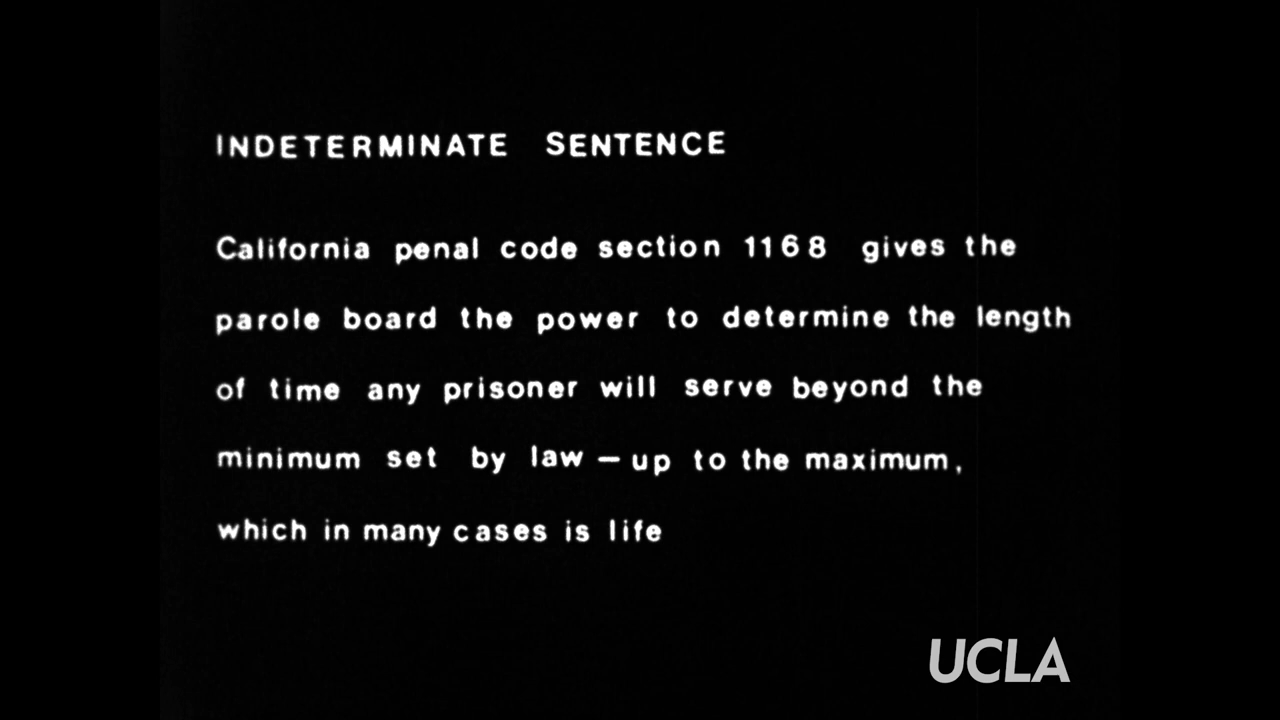 INDETERMINATE SENTENCE
California penal code section 1168 gives the
parole board the power to determine the length
of time any prisoner will serve beyond the
minimum set by law — up to the maximum,
which in many cases is life
UCLA